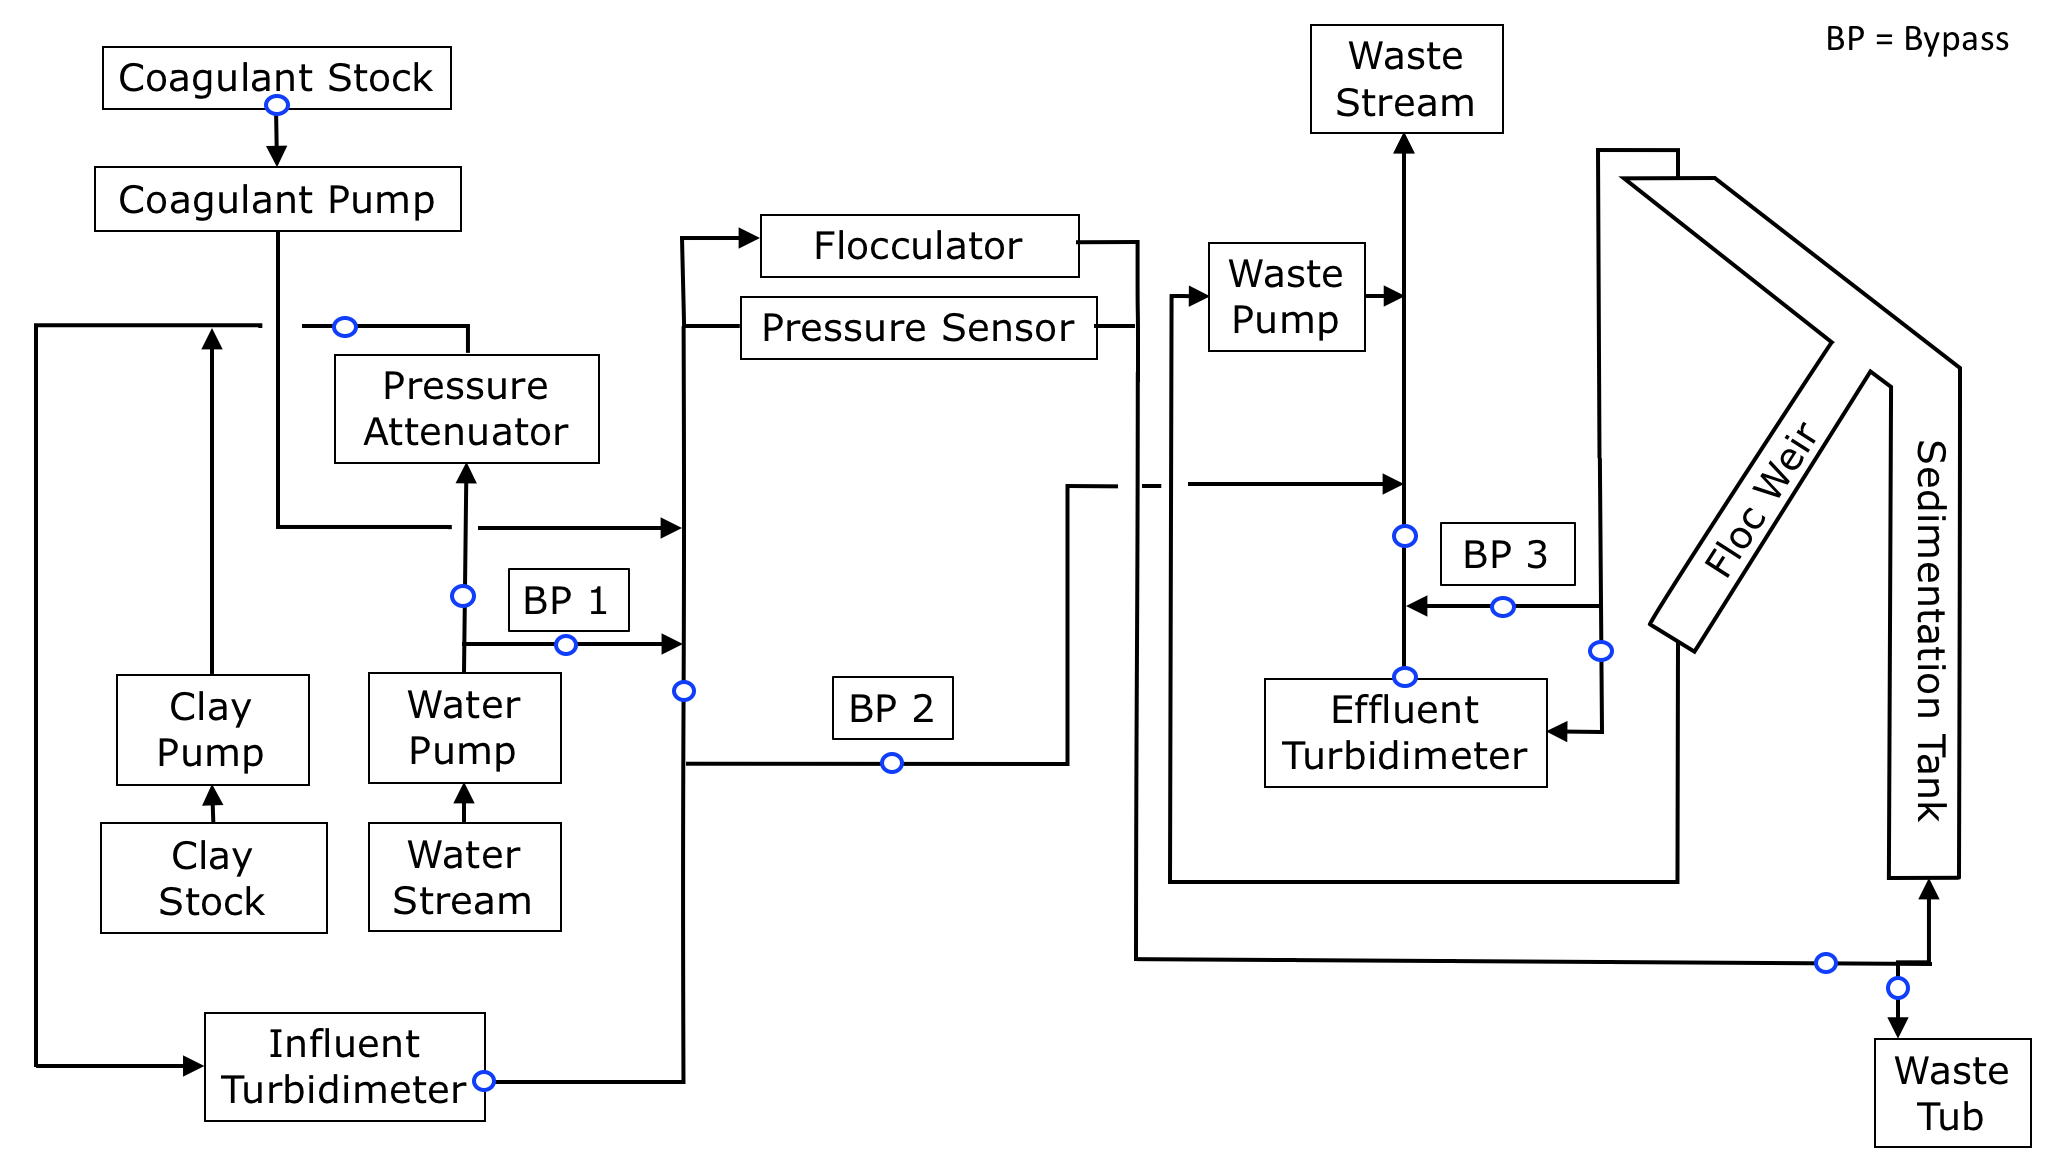 BP = Bypass
Coagulant Stock
Waste
Stream
Coagulant Pump
Flocculator
Waste
Pump
Pressure Sensor
Pressure
Attenuator
Floc Weir
Sedimentation Tank
BP 3
BP 1
Clay
Pump
Water
Pump
BP 2
Effluent
Turbidimeter
Clay
Stock
Water
Stream
Influent
Turbidimeter
Waste
Tub